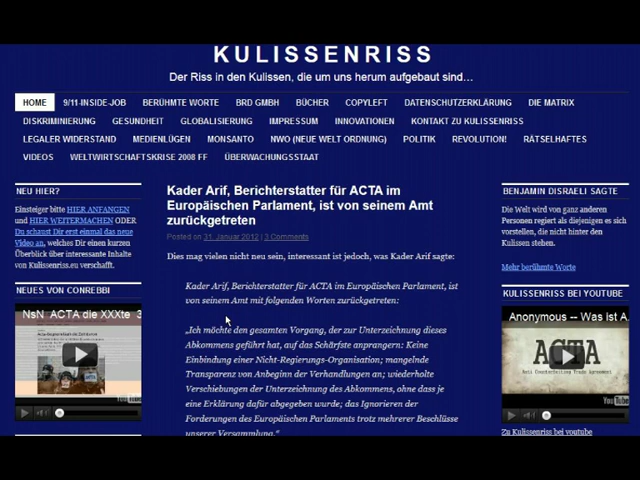 KULISSENRISS
Der Riss in den Kulissen, die um uns herum aufgebaut sind…
HOME 9/11-INSIDE-JOB BERÜHMTE WORTE BRD GMBH BÜCHER COPYLEFT DATENSCHUTZERKLÄRUNG DIE MATRIX
DISKRIMINIERUNG GESUNDHEIT GLOBALISIERUNG IMPRESSUM INNOVATIONEN KONTAKT ZU KULISSENRISS
LEGALER WIDERSTAND MEDIENLÜGEN MONSANTO NWO (NEUE WELT ORDNUNG) POLITIK REVOLUTION! RÄTSELHAFTES
VIDEOS WELTWIRTSCHAFTSKRISE 2008 FF ÜBERWACHUNGSSTAAT
NEU HIER?
Einsteiger bitte HIER ANFANGEN
und HIER WEITERMACHEN ODER
Du schaust Dir erst einmal das neue
Video an, welches Dir einen kurzen
Überblick über interessante Inhalte
von Kulissenriss.eu verschafft.
NEUES VON CONREBBI
NsN ACTA die XXXte 3
YouTube
Kader Arif, Berichterstatter für ACTA im
Europäischen Parlament, ist von seinem Amt
zurückgetreten
Posted on 31. Januar 2012 | 3 Comments
Dies mag vielen nicht neu sein, interessant ist jedoch, was Kader Arif sagte:
Kader Arif, Berichterstatter für ACTA im Europäischen Parlament, ist
von seinem Amt mit folgenden Worten zurückgetreten:
„Ich möchte den gesamten Vorgang, der zur Unterzeichnung dieses
Abkommens geführt hat, auf das Schärfste anprangern: Keine
Einbindung einer Nicht-Regierungs-Organisation; mangelnde
Transparenz von Anbeginn der Verhandlungen an; wiederholte
Verschiebungen der Unterzeichnung des Abkommens, ohne dass je
eine Erklärung dafür abgegeben wurde; das Ignorieren der
Forderungen des Europäischen Parlaments trotz mehrerer Beschlüsse
unserer Versammlung.“
BENJAMIN DISRAELI SAGTE
Die Welt wird von ganz anderen
Personen regiert als diejenigen es sich
vorstellen, die nicht hinter den
Kulissen stehen.
Mehr berühmte Worte
KULISSENRISS BEI YOUTUBE
Anonymous -- Was ist A..
ACTA
Anti Counterfeiting Trade Agreement
YouTube
Zu Kulissenriss bei youtube